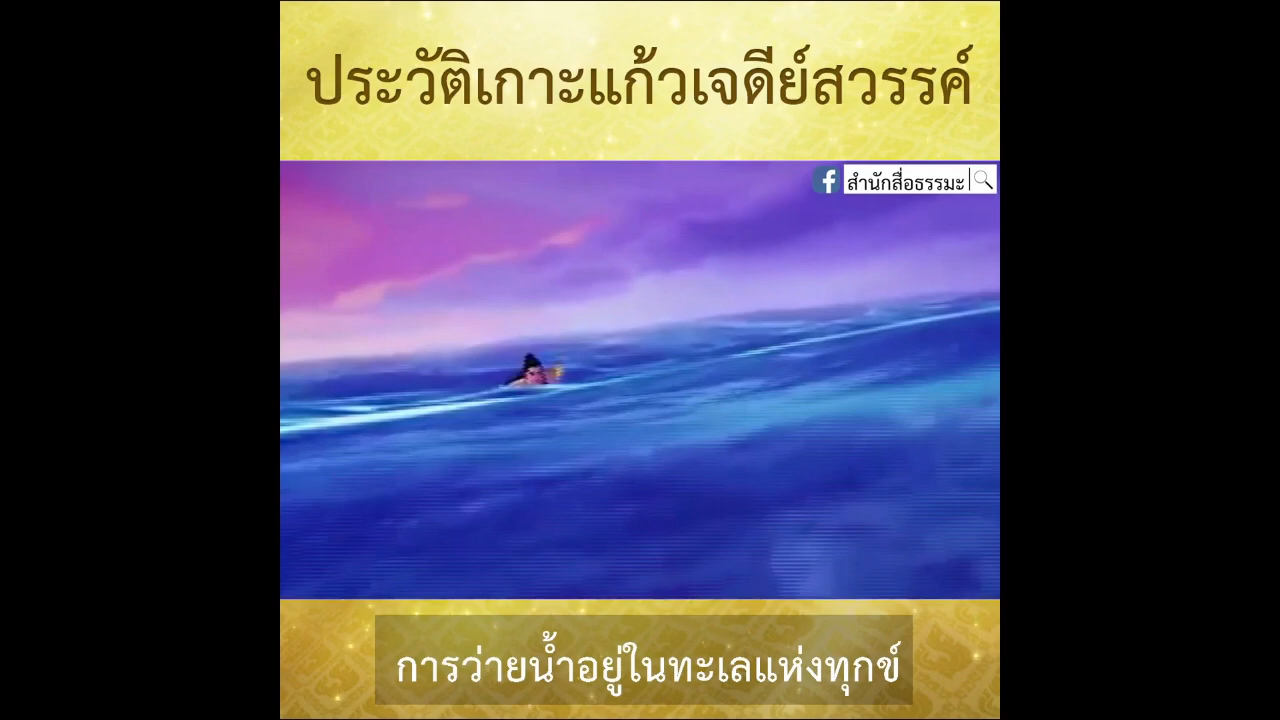 ประวัติเกาะแก้วเจดีย์สวรรค์
สำนักสื่อธรรมะ
การว่ายน้ำอยู่ในทะเลแห่งทุกข์